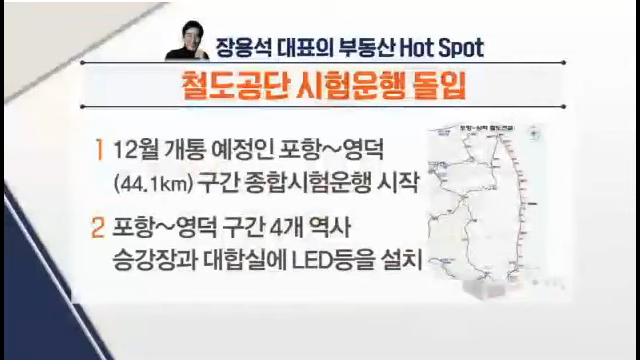 장용석 대표의 부동산 Hot Spot
철도공단 시험운행 돌입
1 12월 개통 예정인 포항~영덕
(44.1km) 구간 종합시험운행 시작
2 포항~영덕 구간 4개 역사
승강장과 대합실에 LED등을 설치